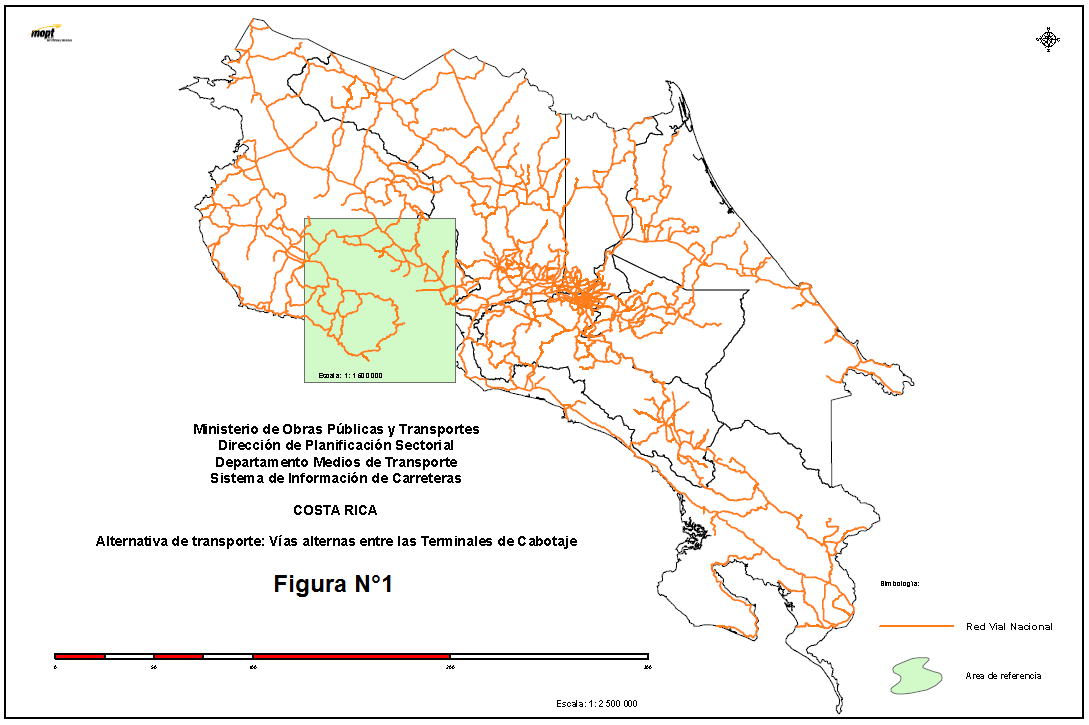 mopt
Escala: 1: 1 600 000
Ministerio de Obras Públicas y Transportes
Dirección de Planificación Sectorial
Departamento Medios de Transporte
Sistema de Información de Carreteras
COSTA RICA
Alternativa de transporte: Vías alternas entre las Terminales de Cabotaje
Figura N°1
Simbología:
Red Vial Nacional
Area de referencia
0 50 100 200 300
Escala: 1: 2 500 000